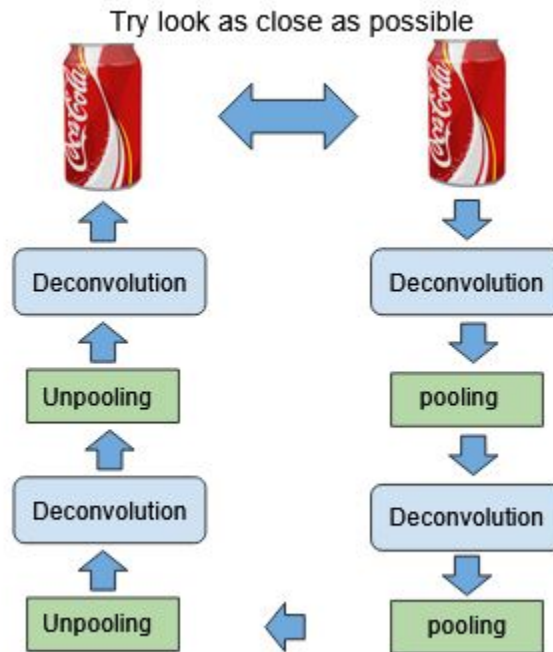 Try look as close as possible
Coca-Cola
Coca-Cola
Deconvolution
Deconvolution
Unpooling
pooling
Deconvolution
Deconvolution
Unpooling
pooling